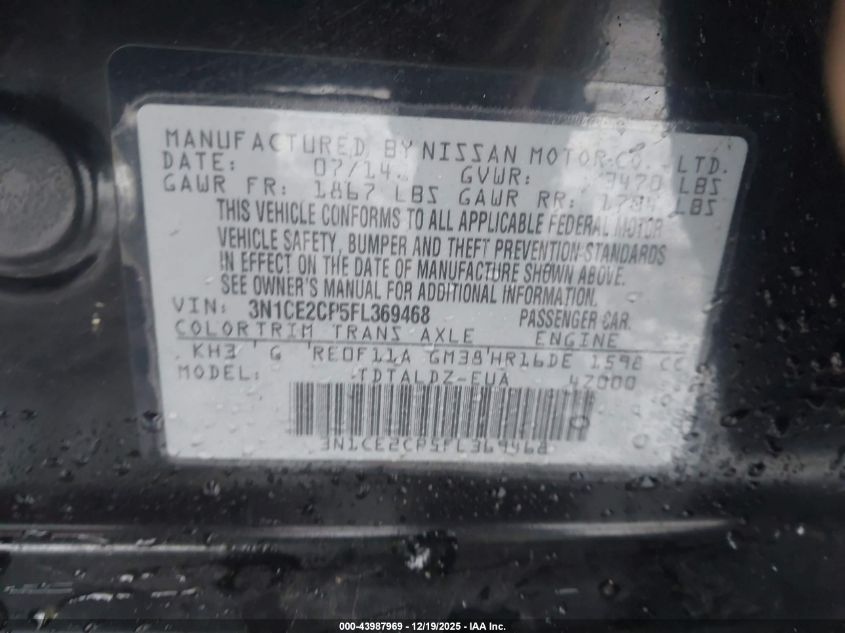 MANUFACTURED BY NISSAN MOTOR CO., LTD.
DATE: 07/14 GVWR: 3470 LBS
GAWR FR: 1867 LBS GAWR RR: LBS
THIS VEHICLE CONFORMS TO ALL APPLICABLE FEDERAL MOTOR
VEHICLE SAFETY, BUMPER AND THEFT PREVENTION STANDARDS
IN EFFECT ON THE DATE OF MANUFACTURE SHOWN ABOVE.
SEE OWNER'S MANUAL FOR ADDITIONAL INFORMATION.
VIN: 3N1CE2CP5FL369468 PASSENGER CAR.
COLOR TRIM TRANS AXLE ENGINE
KH3 G RE0F11A GM38 HR16DE 1598 CC
MODEL: TDTALDZ-EUA 47000
3N1CE2CP5FL369468
000-43987969 — 12/19/2025 — IAA Inc.